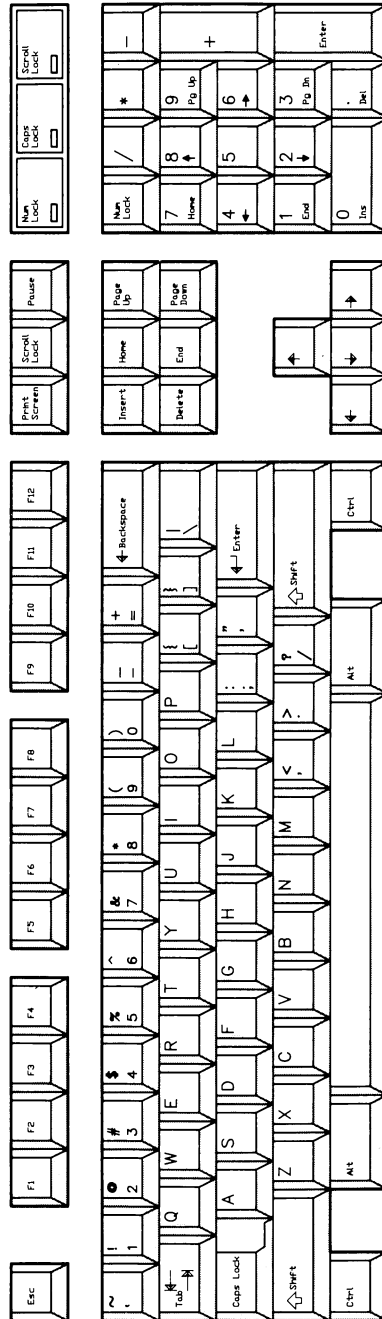 Esc F1 F2 F3 F4 F5 F6 F7 F8 F9 F10 F11 F12 Print Screen Scroll Lock Pause Num Lock Caps Lock Scroll Lock
~ ! @ # $ % ^ & * ( ) — + ←Backspace Insert Home Page Up Num Lock / * —
` 1 2 3 4 5 6 7 8 9 0 - =
Tab Q W E R T Y U I O P { [ } ] | \ Delete End Page Down 7 Home 8 ↑ 9 Pg Up +
Caps Lock A S D F G H J K L : ; " ' ↵ Enter 4 ← 5 6 →
⇧Shift Z X C V B N M < , > . ? / ⇧Shift ↑ 1 End 2 ↓ 3 Pg Dn Enter
Ctrl Alt Alt Ctrl ← ↓ → 0 Ins . Del